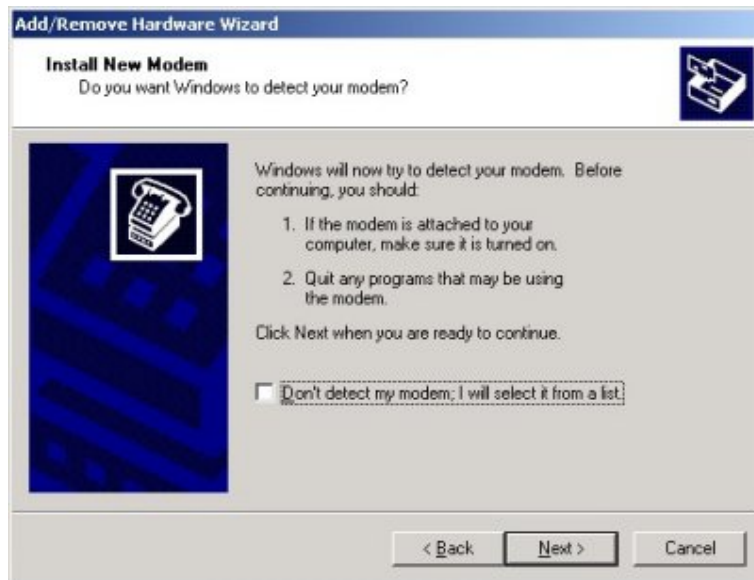 Add/Remove Hardware Wizard
Install New Modem
Do you want Windows to detect your modem?
Windows will now try to detect your modem. Before
continuing, you should:
1. If the modem is attached to your
computer, make sure it is turned on.
2. Quit any programs that may be using
the modem.
Click Next when you are ready to continue.
Don't detect my modem; I will select it from a list.
< Back Next > Cancel